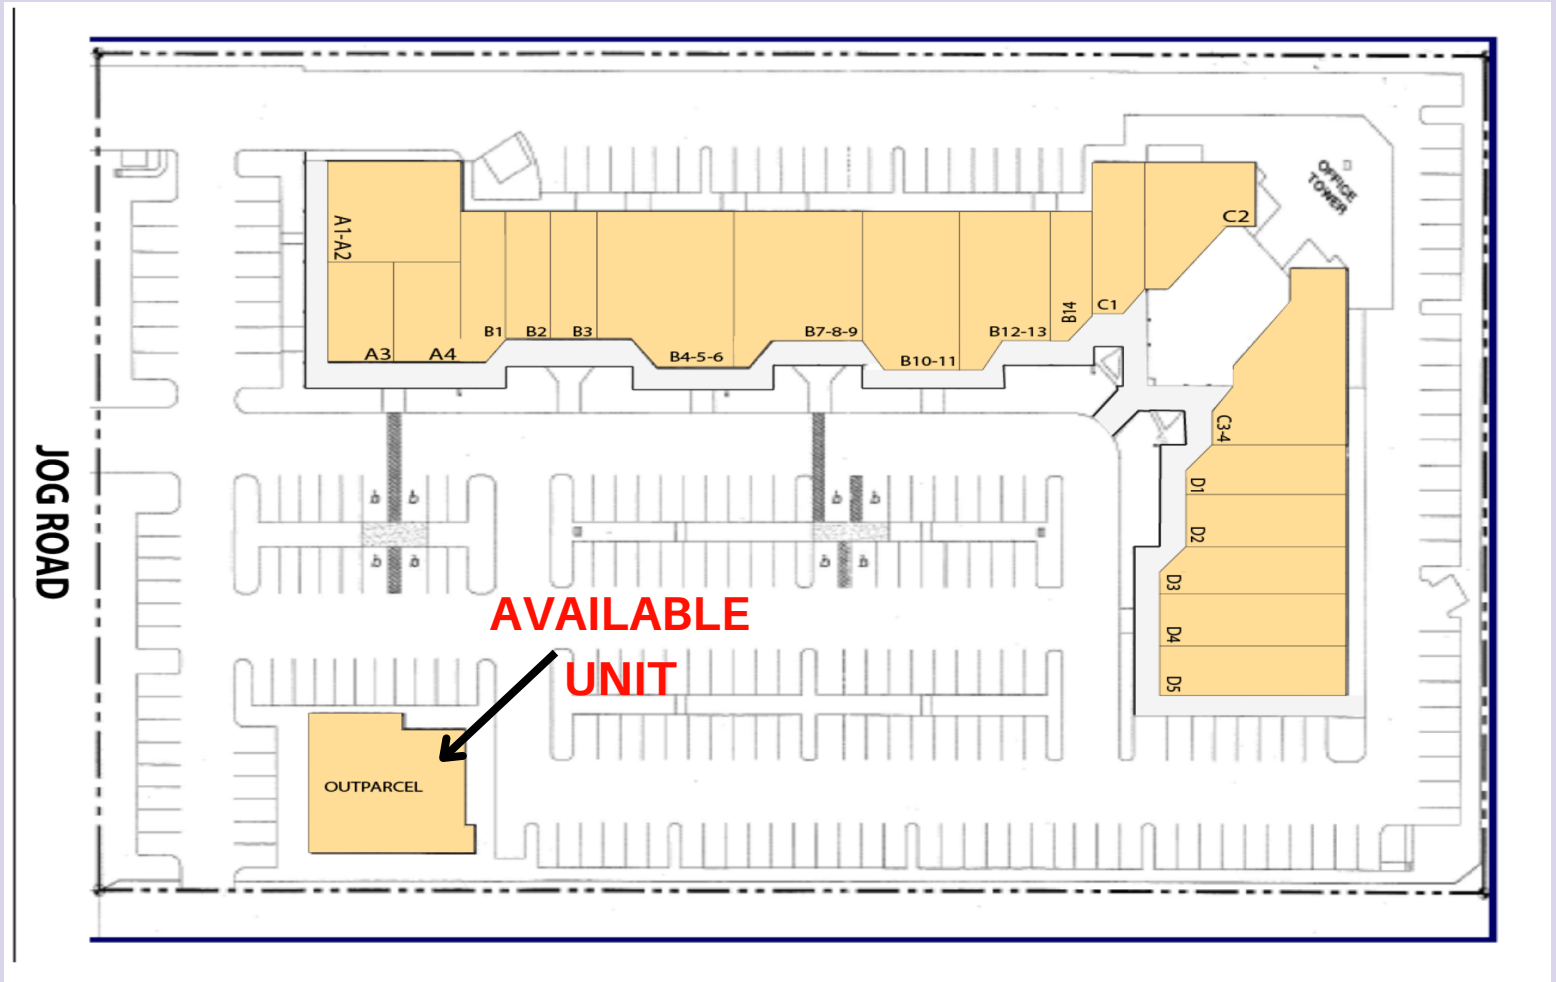 OFFICE
TOWER
A1-A2
C2
B14
C1
B1
B2
B3
B7-8-9
B12-13
A3
A4
B4-5-6
B10-11
C3-4
D1
D2
D3
D4
D5
JOG ROAD
AVAILABLE
UNIT
OUTPARCEL